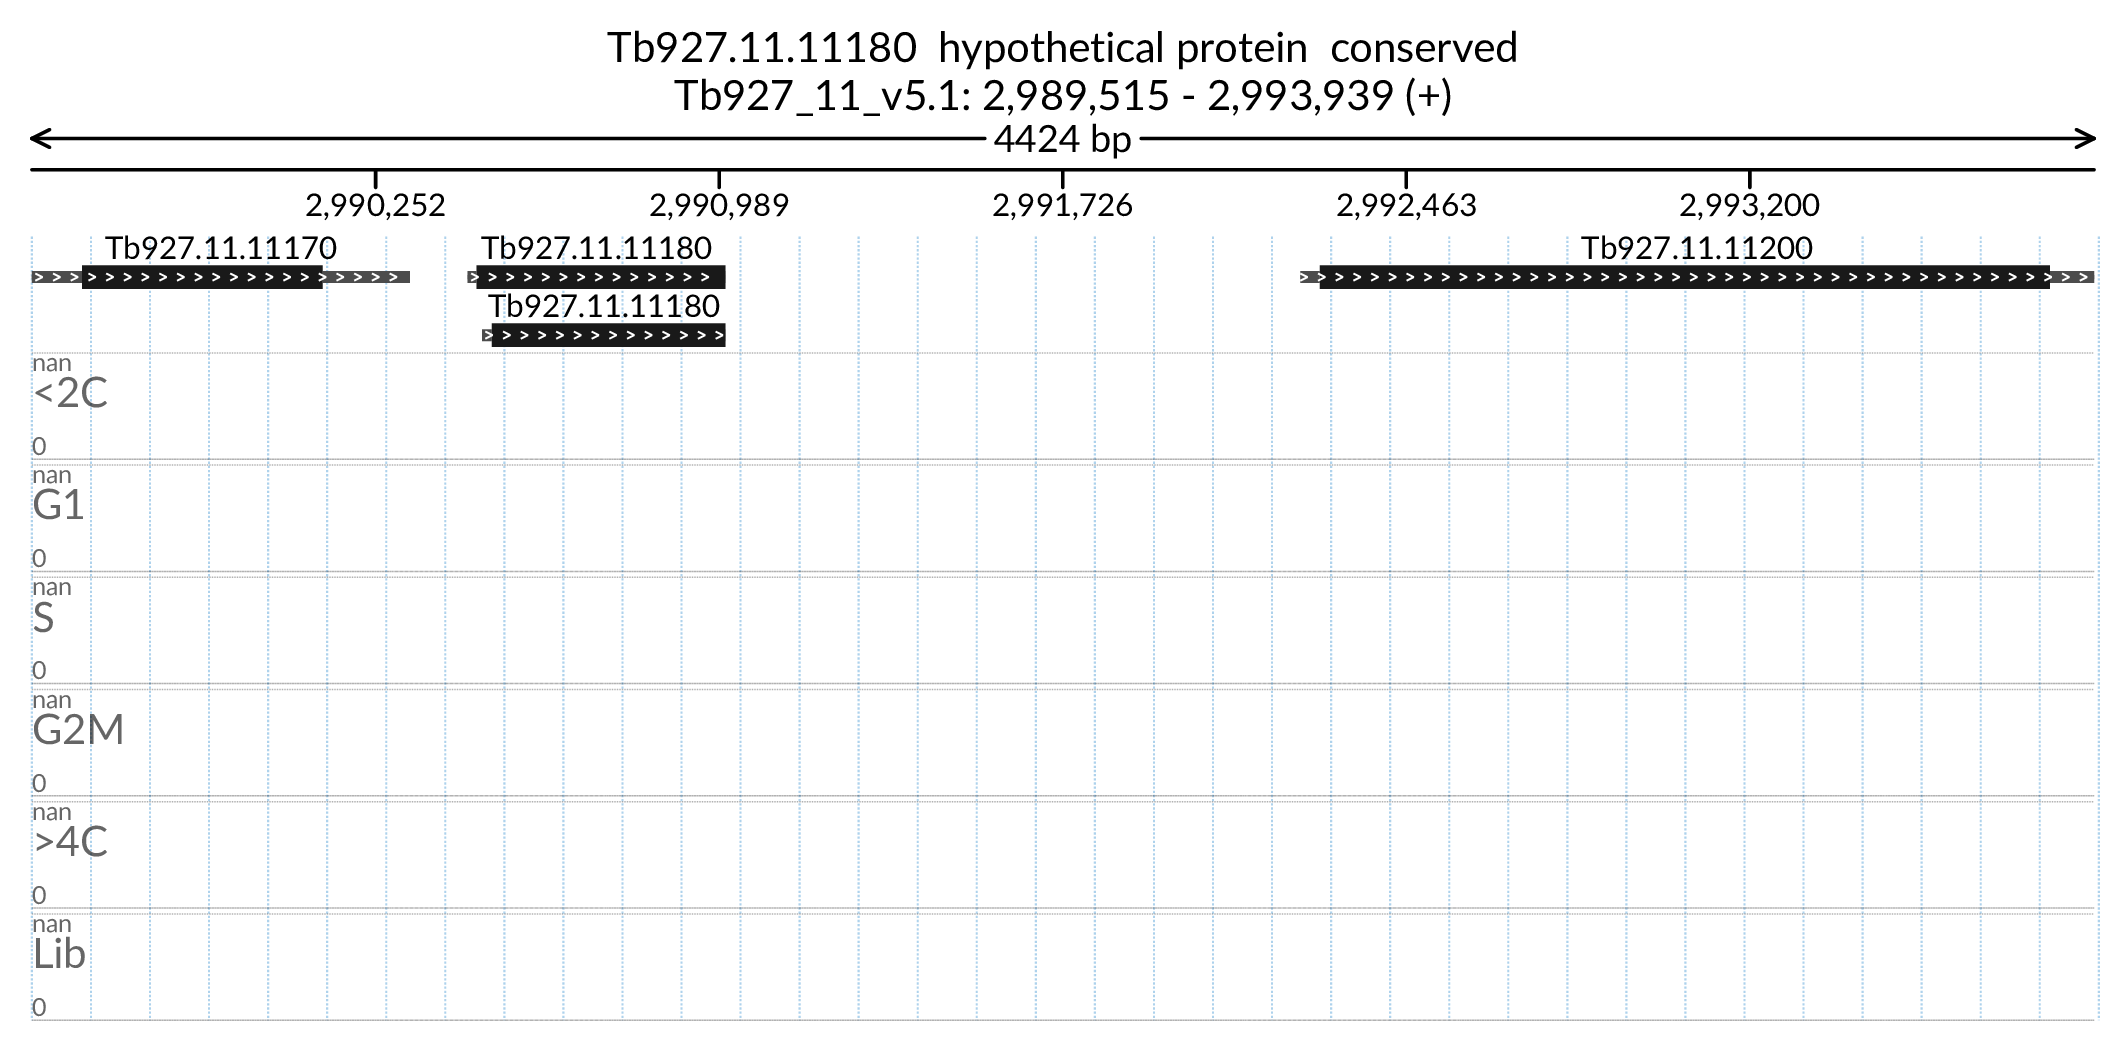 Tb927.11.11180 hypothetical protein conserved
Tb927_11_v5.1: 2,989,515 - 2,993,939 (+)
4424 bp
2,990,252 2,990,989 2,991,726 2,992,463 2,993,200
Tb927.11.11170 Tb927.11.11180 Tb927.11.11200
Tb927.11.11180
nan
<2C
0
nan
G1
0
nan
S
0
nan
G2M
0
nan
>4C
0
nan
Lib
0